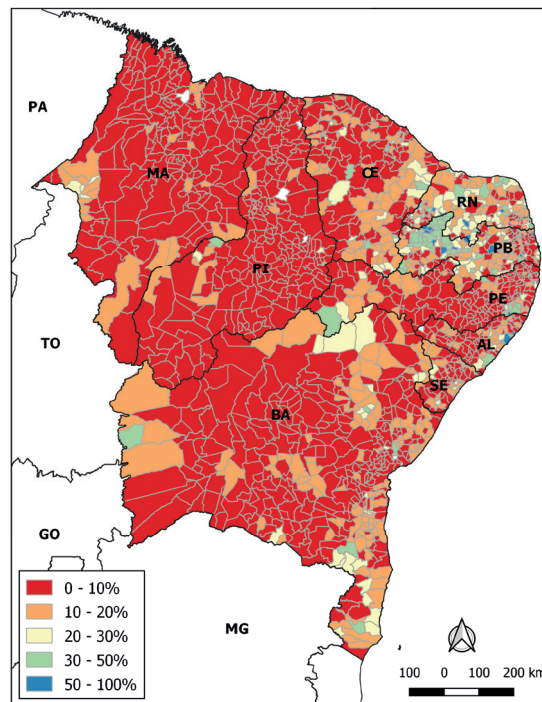 PA
MA
CE
RN
PB
PI
PE
TO
AL
SE
BA
GO
0 - 10%
10 - 20%
20 - 30%
30 - 50%
50 - 100%
MG
100 0 100 200 km